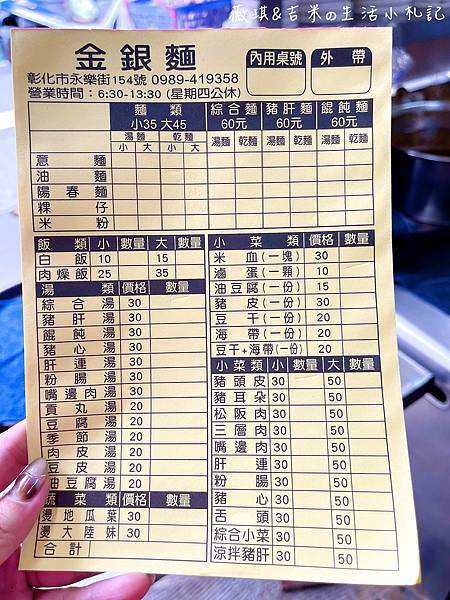 薇琪&吉米の生活小札記
金銀麵
內用桌號 外帶
彰化市永樂街154號 0989-419358
營業時間：6:30-13:30 (星期四公休)
麵類 綜合麵 豬肝麵 餛飩麵
小35 大45 60元 60元 60元
湯麵 乾麵 湯麵 乾麵 湯麵 乾麵 湯麵 乾麵
小 大 小 大
意麵
油麵
陽春麵
粿仔
米粉
飯類 小 數量 大 數量
白飯 10 15
肉燥飯 25 35
湯類 價格 數量
綜合湯 30
豬肝湯 30
餛飩湯 30
豬心湯 30
肝連湯 30
粉腸湯 30
嘴邊肉湯 30
貢丸湯 20
豆腐湯 20
季節湯 20
肉皮湯 20
豆皮湯 20
油豆腐湯 20
蔬菜類 價格 數量
燙地瓜葉 30
燙大陸妹 30
合計
小菜類 價格 數量
米血(一塊) 30
滷蛋(一顆) 10
油豆腐(一份) 15
豬皮(一份) 30
豆干(一份) 20
海帶(一份) 20
豆干+海帶(一份) 20
小菜類 小 數量 大 數量
豬頭皮 30 50
豬耳朵 30 50
松阪肉 30 50
三層肉 30 50
嘴邊肉 30 50
肝連 30 50
粉腸 30 50
豬心 30 50
舌頭 30 50
綜合小菜 30 50
涼拌豬肝 30 50